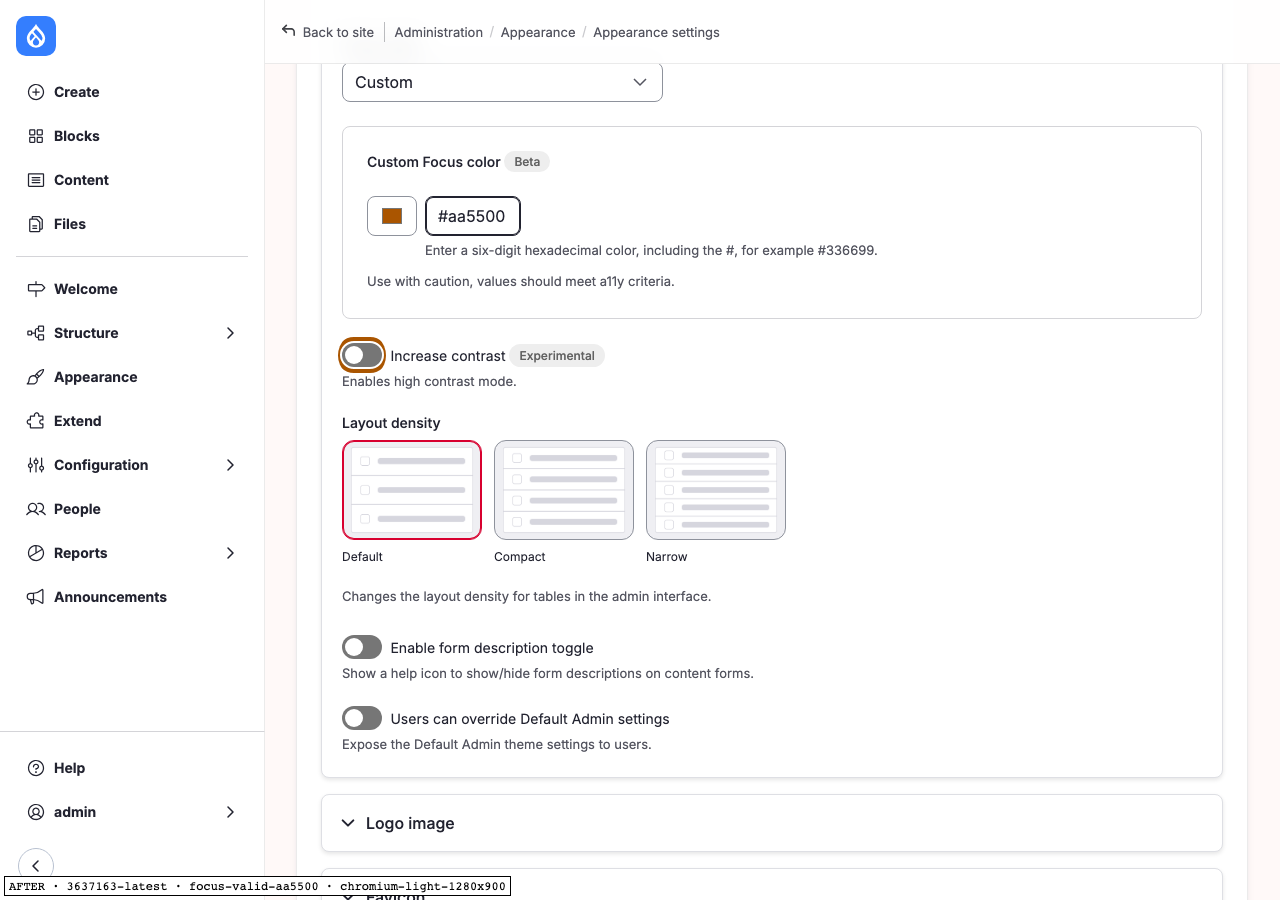 Back to site
Administration / Appearance / Appearance settings
Create
Blocks
Content
Files
Welcome
Structure
Appearance
Extend
Configuration
People
Reports
Announcements
Help
admin
Custom
Custom Focus color Beta
#aa5500
Enter a six-digit hexadecimal color, including the #, for example #336699.
Use with caution, values should meet a11y criteria.
Increase contrast Experimental
Enables high contrast mode.
Layout density
Default
Compact
Narrow
Changes the layout density for tables in the admin interface.
Enable form description toggle
Show a help icon to show/hide form descriptions on content forms.
Users can override Default Admin settings
Expose the Default Admin theme settings to users.
Logo image
Favicon
AFTER · 3637163-latest · focus-valid-aa5500 · chromium-light-1280x900